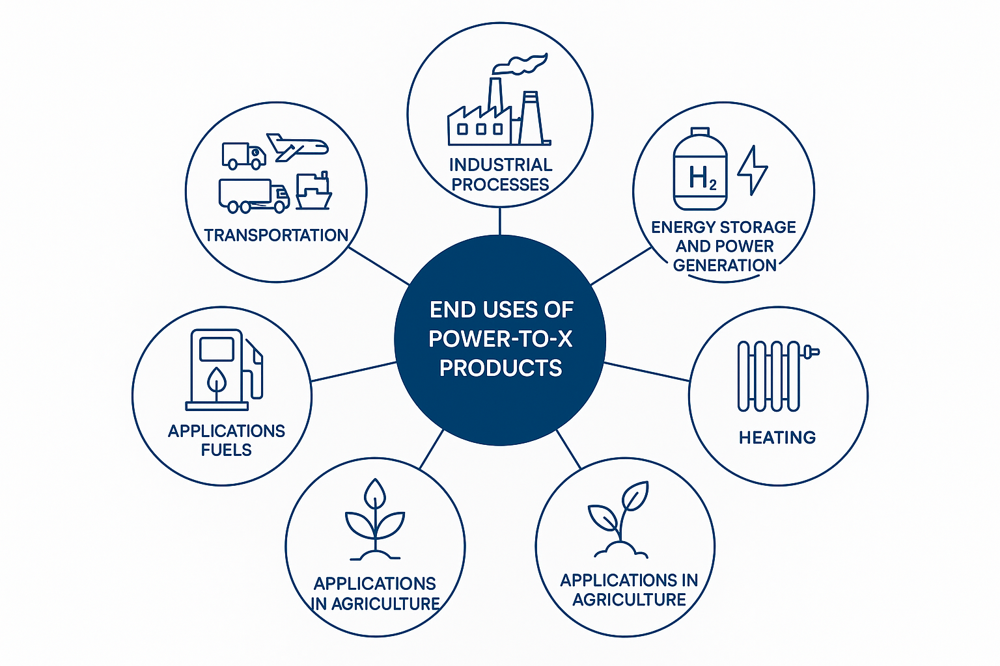 INDUSTRIAL
PROCESSES
TRANSPORTATION
H2
ENERGY STORAGE
AND POWER
GENERATION
END USES OF
POWER-TO-X
PRODUCTS
APPLICATIONS
FUELS
HEATING
APPLICATIONS
IN AGRICULTURE
APPLICATIONS IN
AGRICULTURE